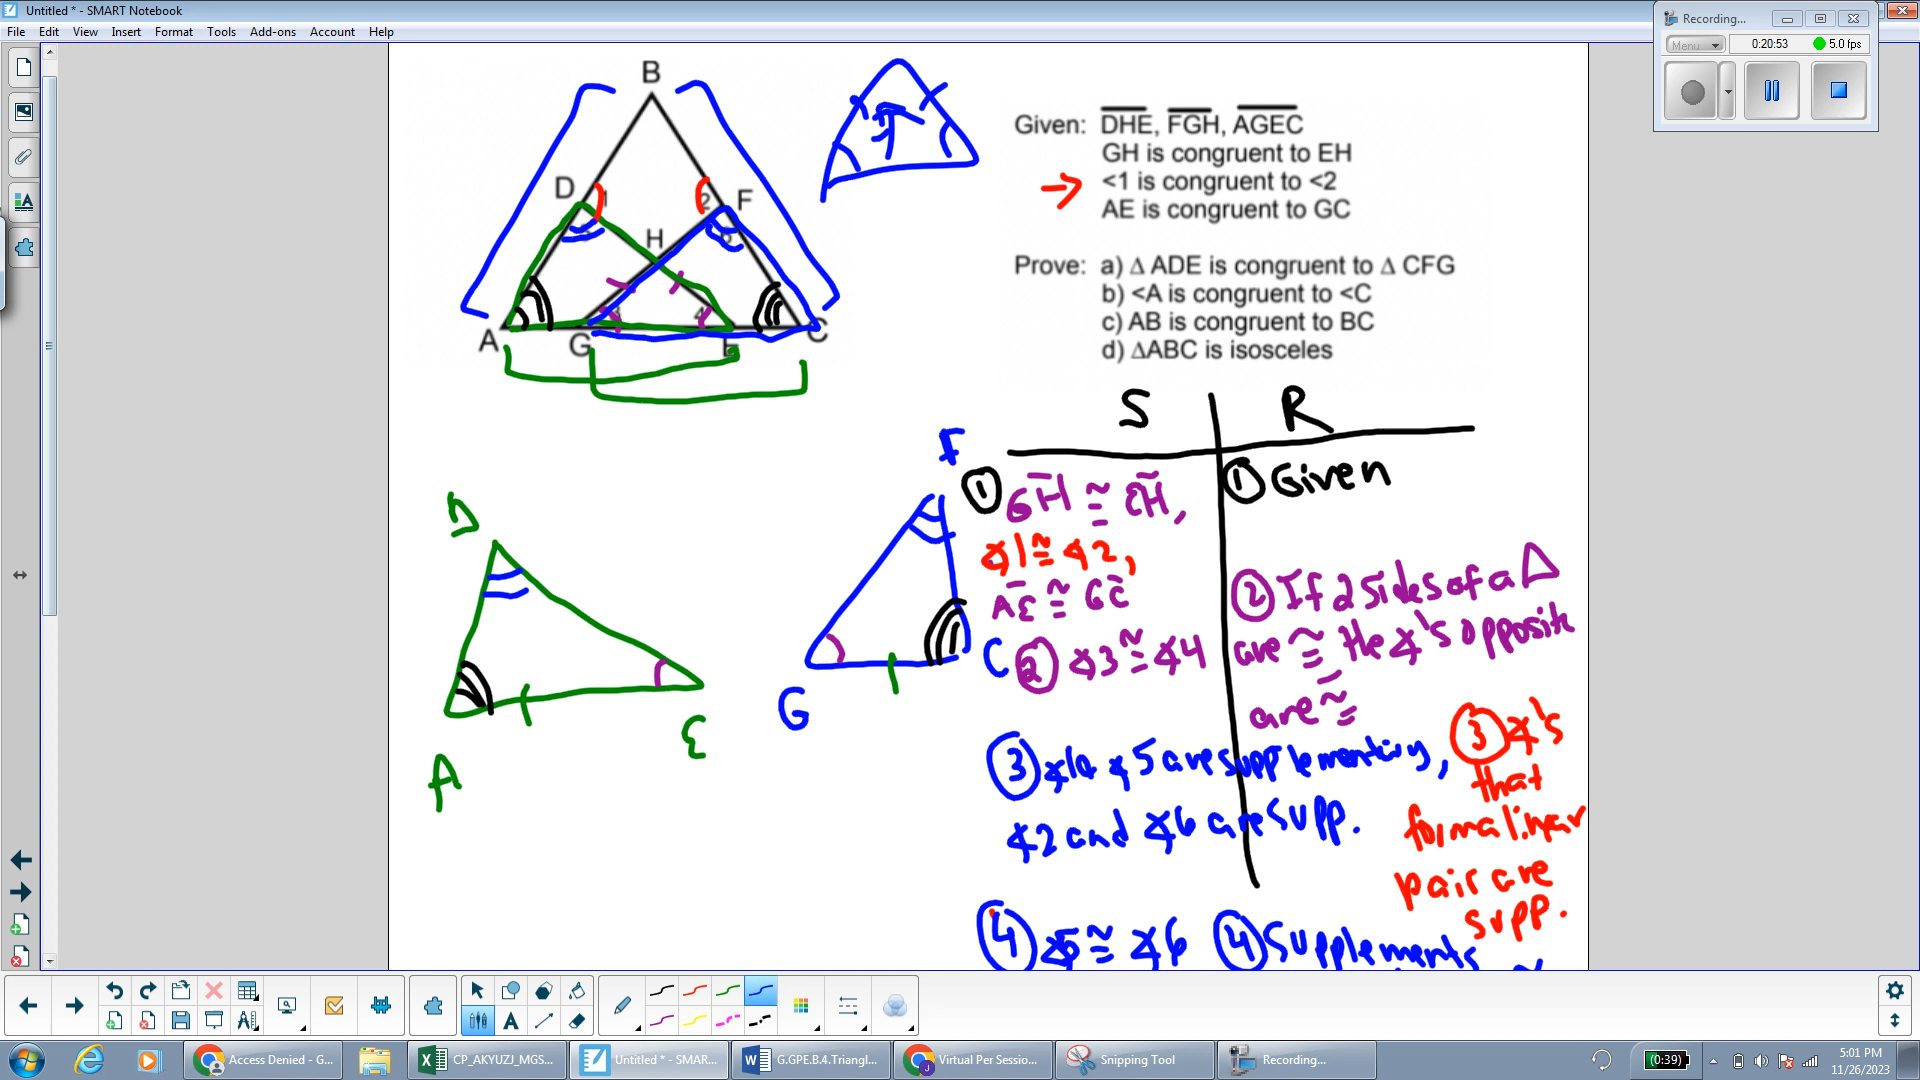 Untitled * - SMART Notebook
File Edit View Insert Format Tools Add-ons Account Help
Recording...
Menu
0:20:53
5.0 fps
B
D 1
2 F
H
3 4
A G E C
Given: DHE, FGH, AGEC
GH is congruent to EH
<1 is congruent to <2
AE is congruent to GC
Prove: a) Δ ADE is congruent to Δ CFG
b) <A is congruent to <C
c) AB is congruent to BC
d) ΔABC is isosceles
S R
F
D
A
E
G
C
① GH ≅ EH, ① Given
∡1 ≅ ∡2,
AE ≅ GC
② ∡3 ≅ ∡4
② If 2 sides of a Δ
are ≅ the ∡'s opposite
are ≅
③ ∡1 & ∡5 are supplementary,
∡2 and ∡6 are supp.
③ ∡'s
that
form a linear
pair are
supp.
④ ∡5 ≅ ∡6 ④ Supplements
A
Access Denied - G...
CP_AKYUZJ_MGS...
Untitled * - SMAR...
G.GPE.B.4.Triangl...
Virtual Per Sessio...
Snipping Tool
Recording...
(0:39)
5:01 PM
11/26/2023